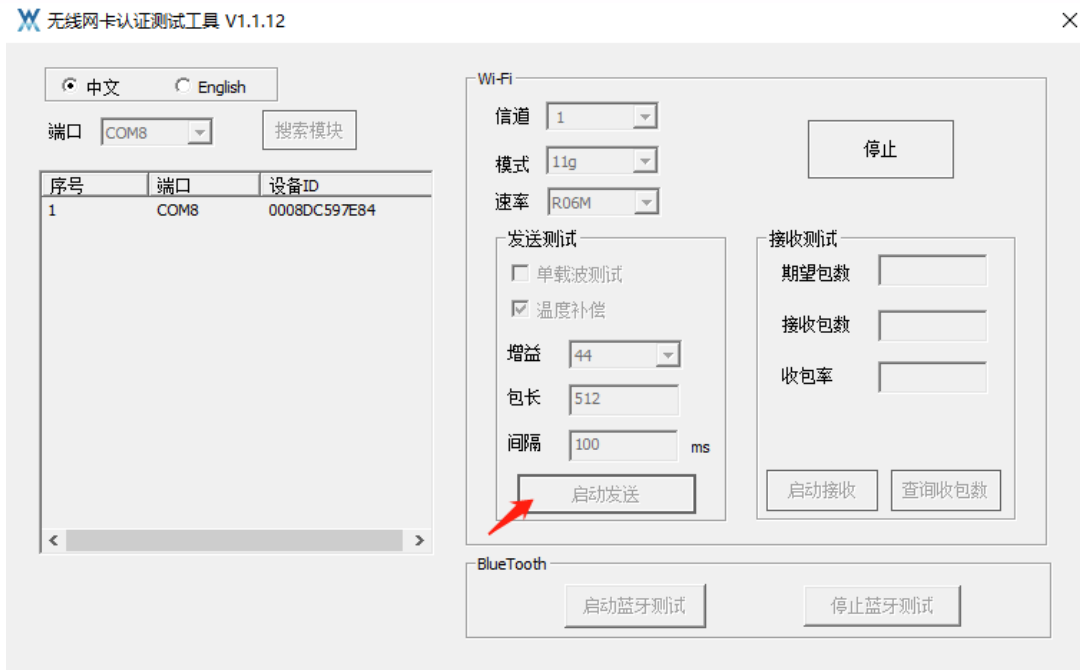 无线网卡认证测试工具 V1.1.12
中文 English
端口 COM8 搜索模块
序号 端口 设备ID
1 COM8 0008DC597E84
Wi-Fi
信道 1
模式 11g
速率 R06M
停止
发送测试
单载波测试
温度补偿
增益 44
包长 512
间隔 100 ms
启动发送
接收测试
期望包数
接收包数
收包率
启动接收 查询收包数
BlueTooth
启动蓝牙测试 停止蓝牙测试